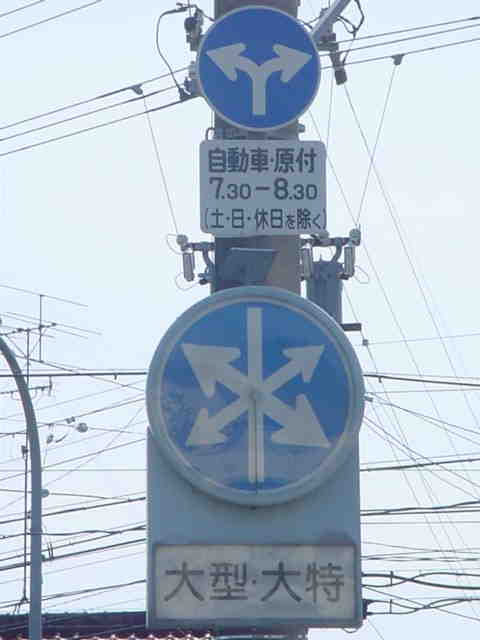 自動車・原付
7.30-8.30
(土・日・休日を除く)
大型・大特